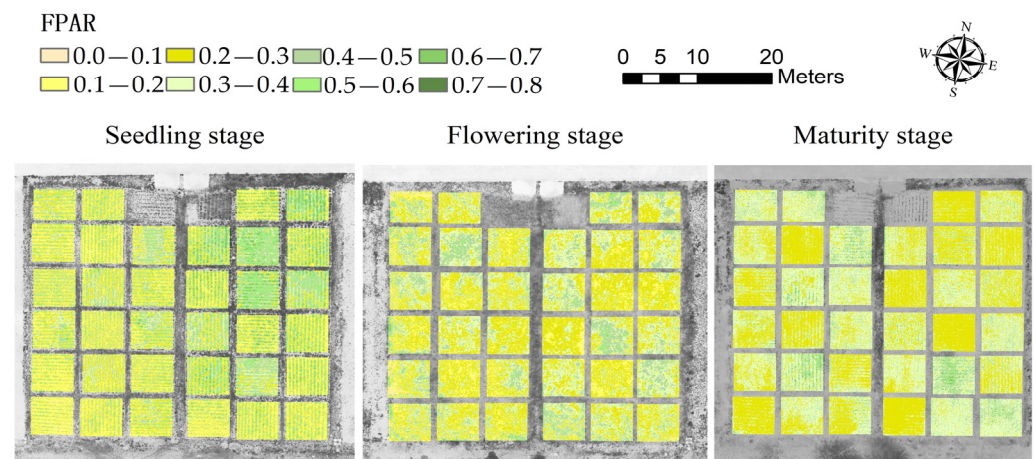 FPAR
0.0—0.1 0.2—0.3 0.4—0.5 0.6—0.7
0.1—0.2 0.3—0.4 0.5—0.6 0.7—0.8
0 5 10 20
Meters
N
W E
S
Seedling stage Flowering stage Maturity stage